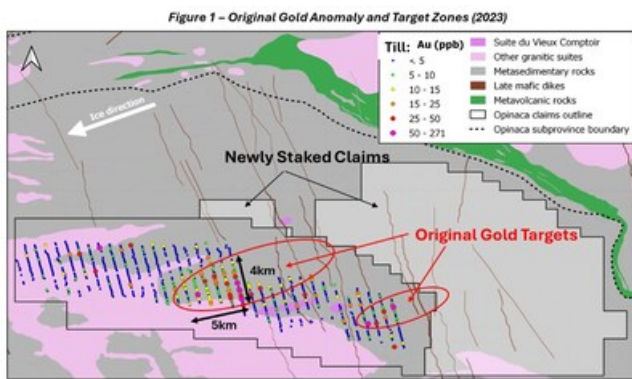 Figure 1 – Original Gold Anomaly and Target Zones (2023)
Till: Au (ppb)
< 5
5 - 10
10 - 15
15 - 25
25 - 50
50 - 271
Suite du Vieux Comptoir
Other granitic suites
Metasedimentary rocks
Late mafic dikes
Metavolcanic rocks
Opinaca claims outline
Opinaca subprovince boundary
Ice direction
Newly Staked Claims
Original Gold Targets
4km
5km